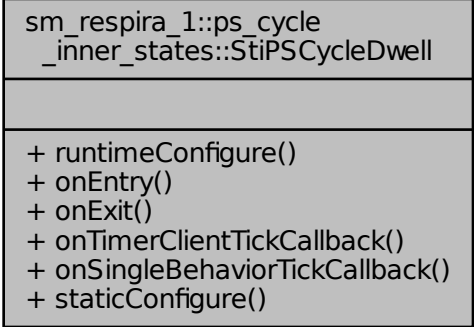 sm_respira_1::ps_cycle
_inner_states::StiPSCycleDwell
+ runtimeConfigure()
+ onEntry()
+ onExit()
+ onTimerClientTickCallback()
+ onSingleBehaviorTickCallback()
+ staticConfigure()